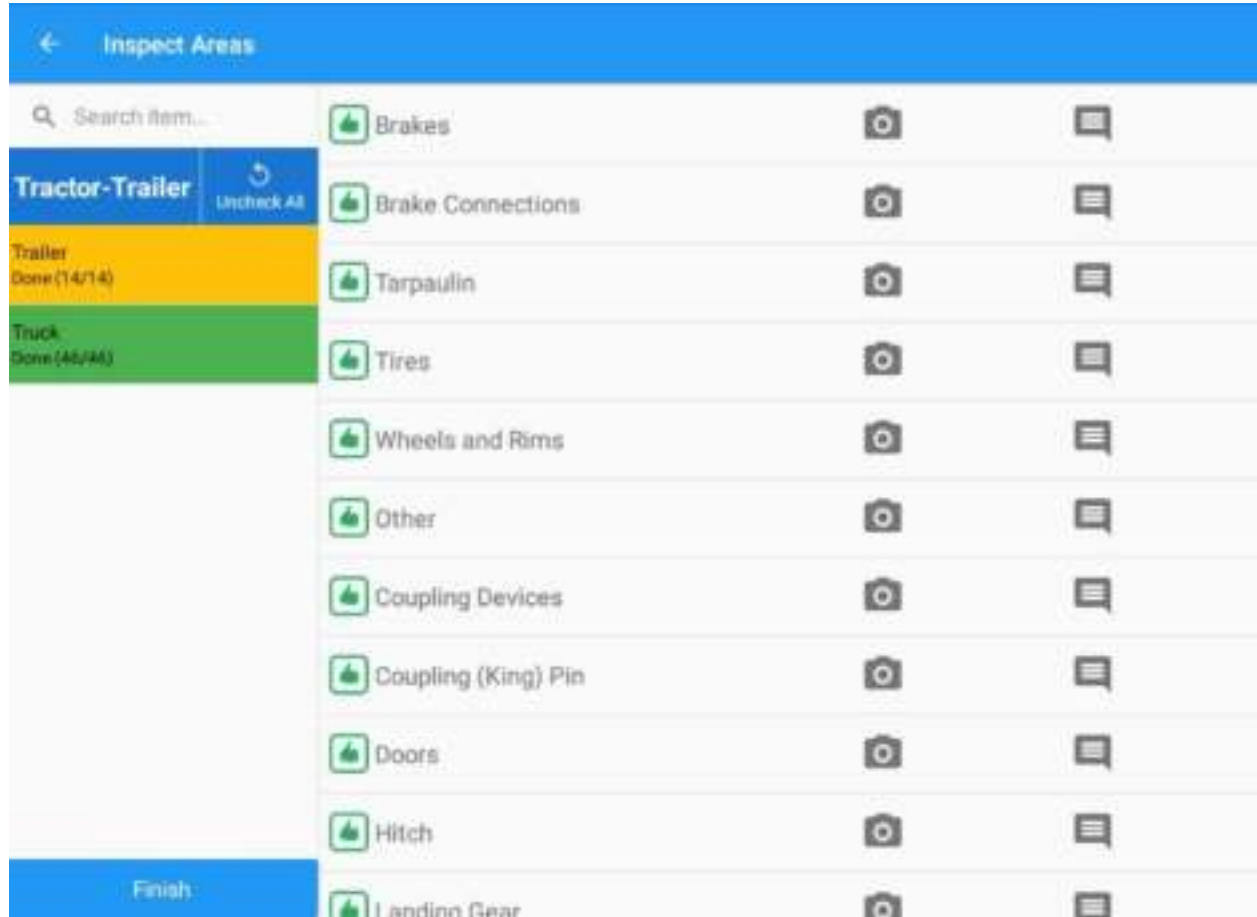 Inspect Areas
Search item...
Tractor-Trailer
Uncheck All
Trailer
Done (14/14)
Truck
Done (46/46)
Finish
Brakes
Brake Connections
Tarpaulin
Tires
Wheels and Rims
Other
Coupling Devices
Coupling (King) Pin
Doors
Hitch
Landing Gear